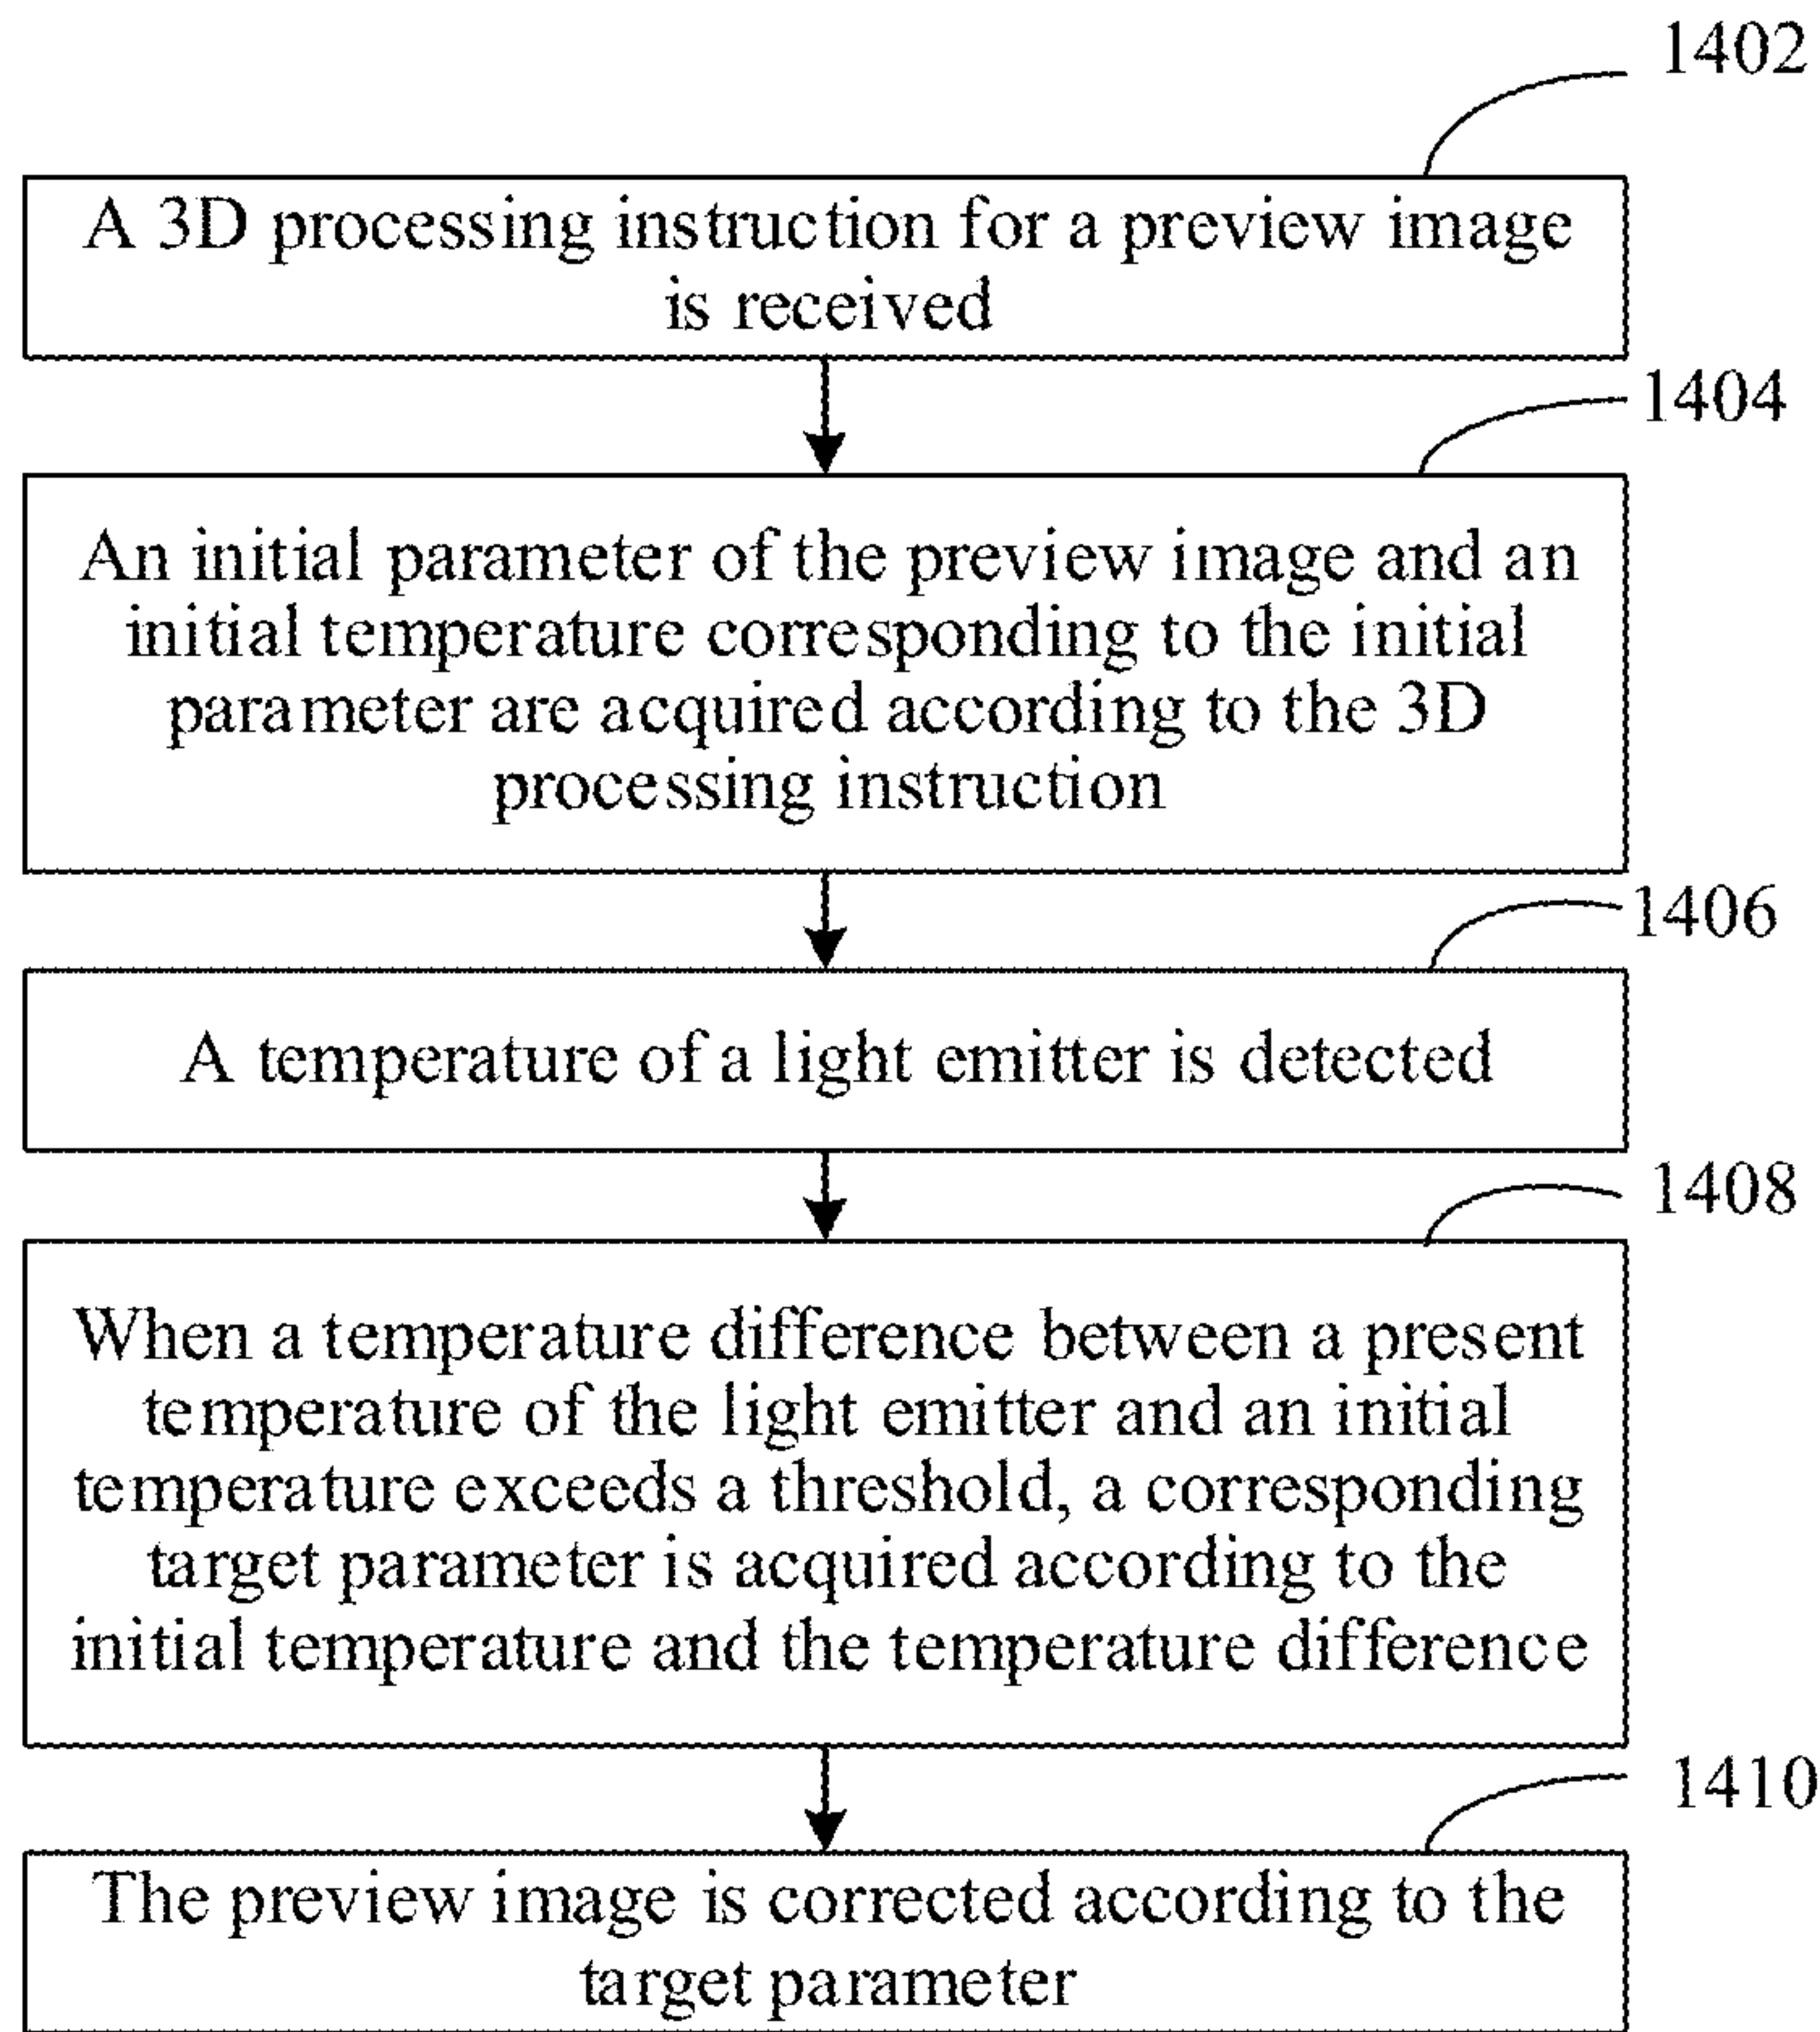 1402
A 3D processing instruction for a preview image
is received
1404
An initial parameter of the preview image and an
initial temperature corresponding to the initial
parameter are acquired according to the 3D
processing instruction
1406
A temperature of a light emitter is detected
1408
When a temperature difference between a present
temperature of the light emitter and an initial
temperature exceeds a threshold, a corresponding
target parameter is acquired according to the
initial temperature and the temperature difference
1410
The preview image is corrected according to the
target parameter